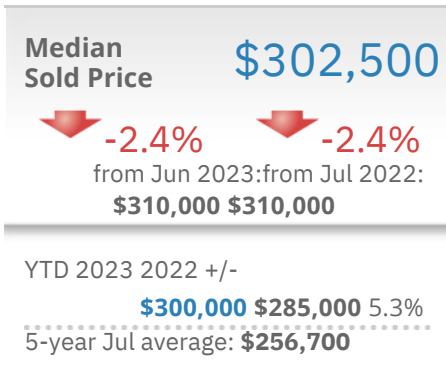 Median
Sold Price
$302,500
-2.4% -2.4%
from Jun 2023:from Jul 2022:
$310,000 $310,000
YTD 2023 2022 +/-
$300,000 $285,000 5.3%
5-year Jul average: $256,700